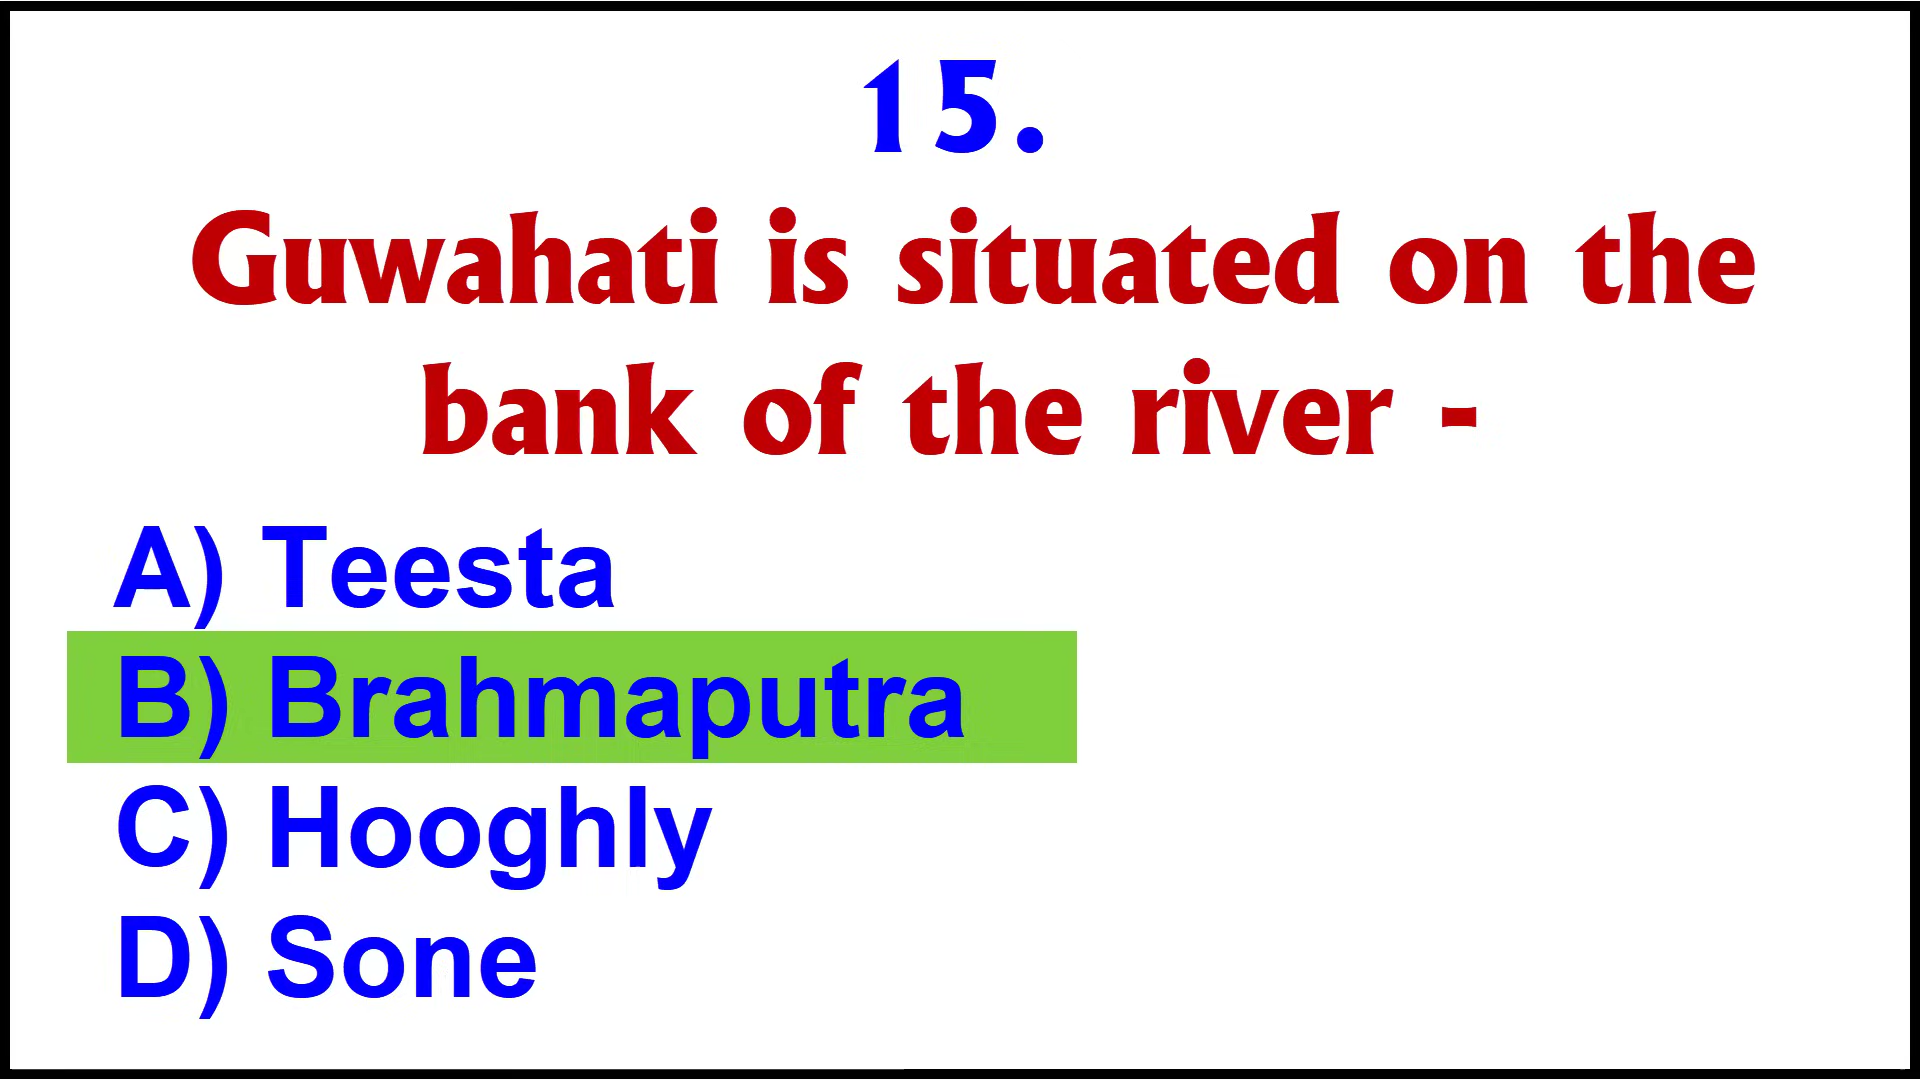 15.
Guwahati is situated on the
bank of the river -
A) Teesta
B) Brahmaputra
C) Hooghly
D) Sone